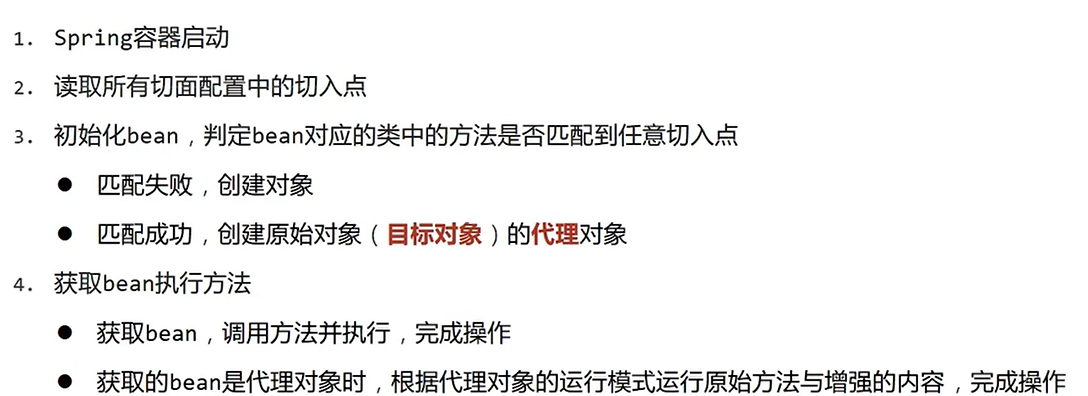 1. Spring容器启动
2. 读取所有切面配置中的切入点
3. 初始化bean，判定bean对应的类中的方法是否匹配到任意切入点
● 匹配失败，创建对象
● 匹配成功，创建原始对象（目标对象）的代理对象
4. 获取bean执行方法
● 获取bean，调用方法并执行，完成操作
● 获取的bean是代理对象时，根据代理对象的运行模式运行原始方法与增强的内容，完成操作